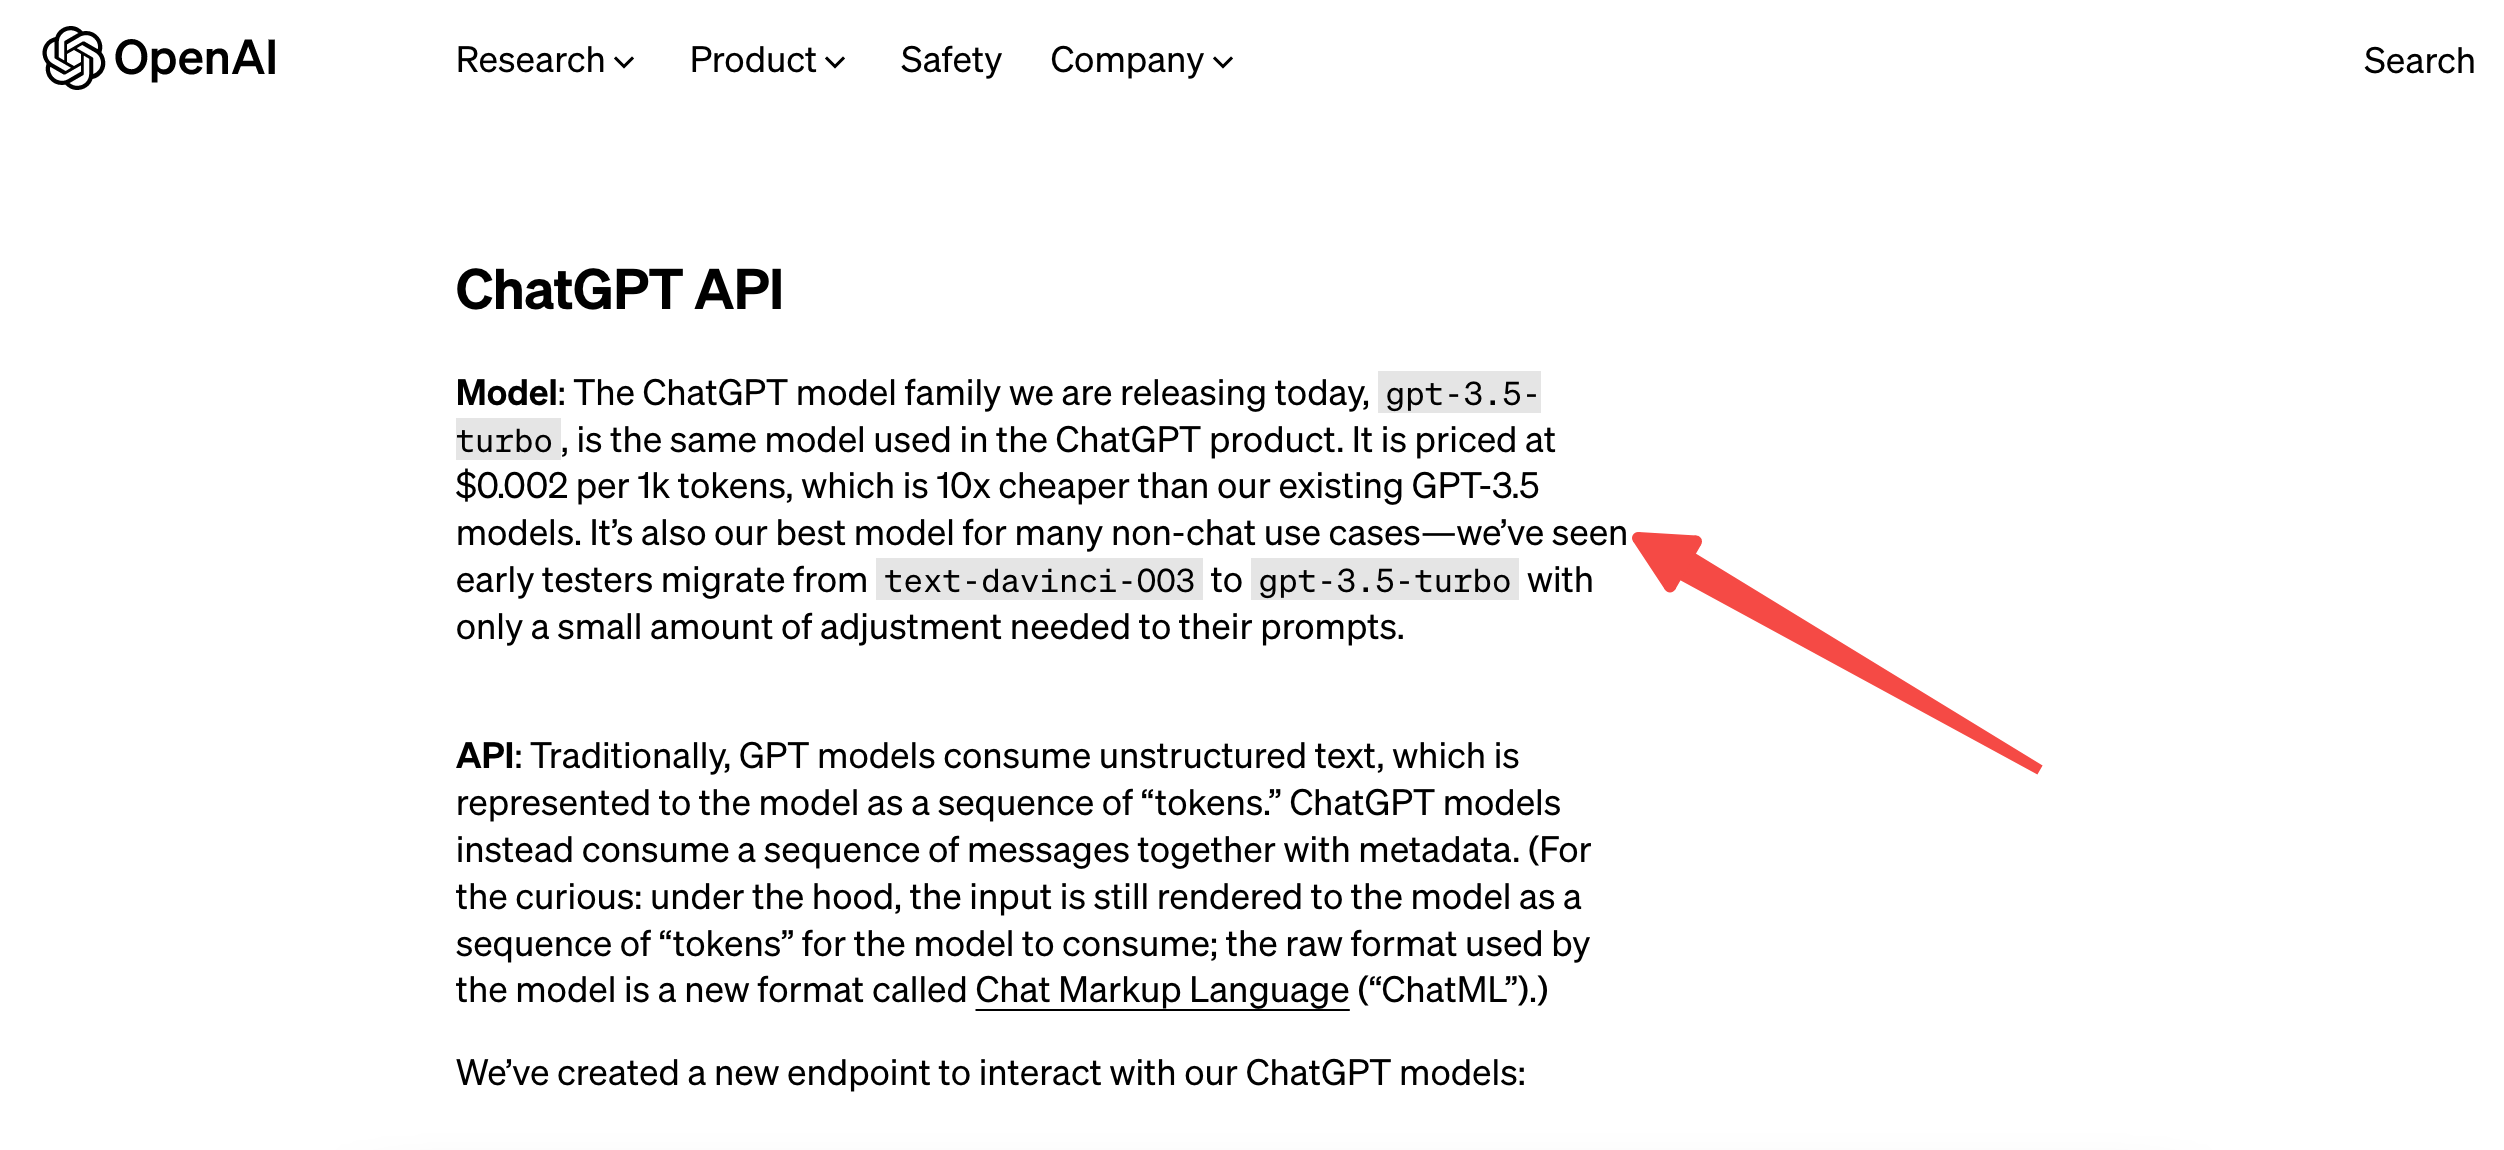 OpenAI Research Product Safety Company Search
ChatGPT API
Model: The ChatGPT model family we are releasing today, gpt-3.5-
turbo, is the same model used in the ChatGPT product. It is priced at
$0.002 per 1k tokens, which is 10x cheaper than our existing GPT-3.5
models. It’s also our best model for many non-chat use cases—we’ve seen
early testers migrate from text-davinci-003 to gpt-3.5-turbo with
only a small amount of adjustment needed to their prompts.
API: Traditionally, GPT models consume unstructured text, which is
represented to the model as a sequence of “tokens.” ChatGPT models
instead consume a sequence of messages together with metadata. (For
the curious: under the hood, the input is still rendered to the model as a
sequence of “tokens” for the model to consume; the raw format used by
the model is a new format called Chat Markup Language (“ChatML”).)
We’ve created a new endpoint to interact with our ChatGPT models: